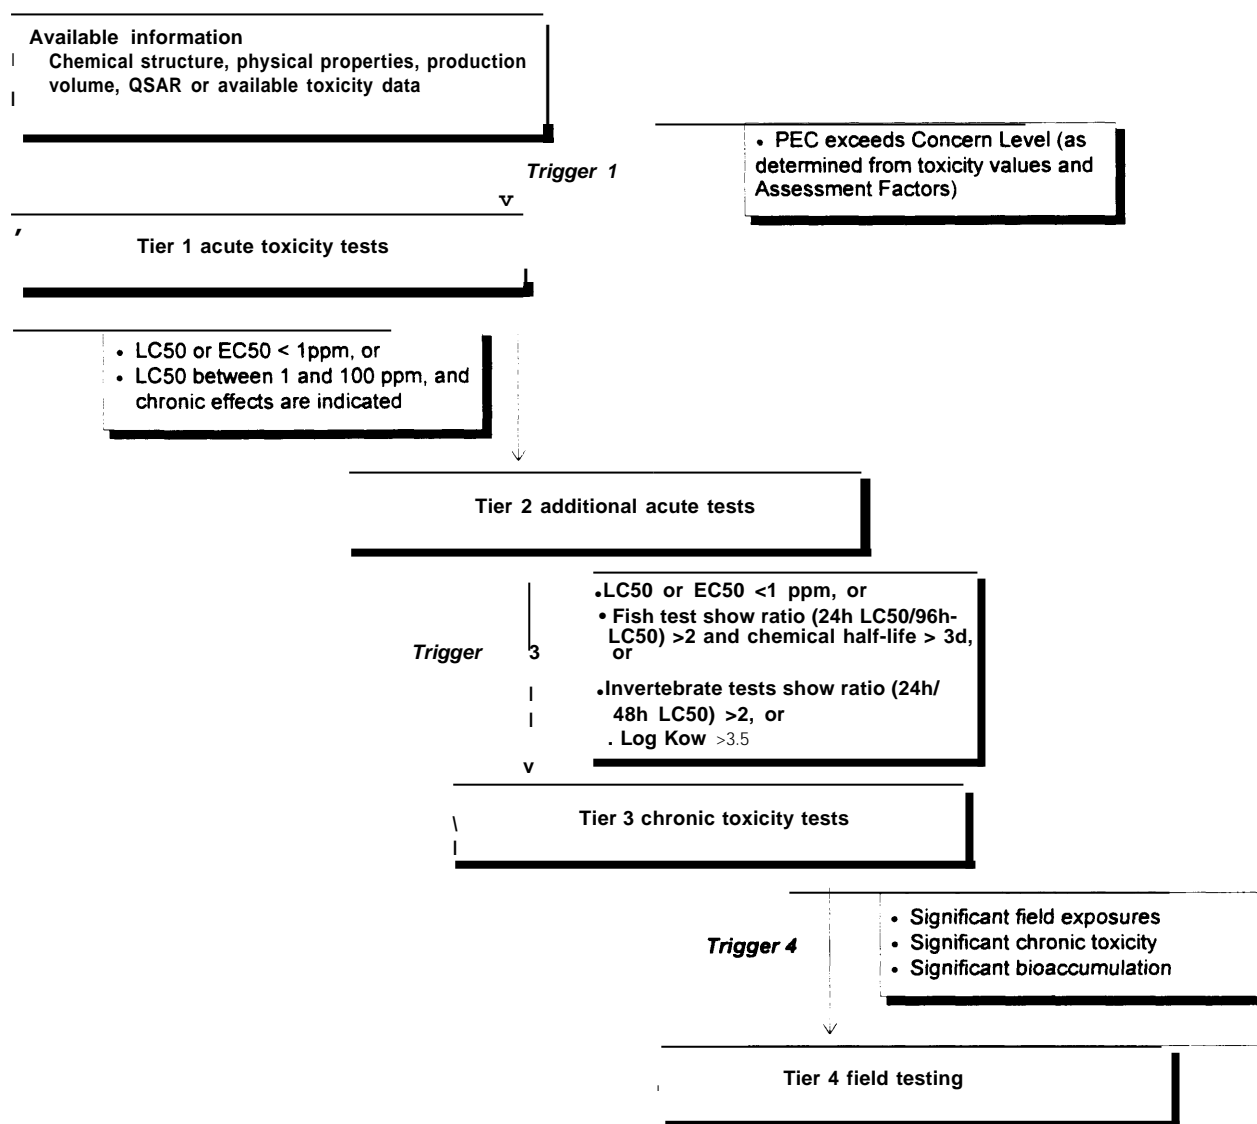 Available information
Chemical structure, physical properties, production
volume, QSAR or available toxicity data
• PEC exceeds Concern Level (as
determined from toxicity values and
Assessment Factors)
Trigger 1
Tier 1 acute toxicity tests
• LC50 or EC50 < 1ppm, or
• LC50 between 1 and 100 ppm, and
chronic effects are indicated
Tier 2 additional acute tests
Trigger 3
•LC50 or EC50 <1 ppm, or
• Fish test show ratio (24h LC50/96h-
LC50) >2 and chemical half-life > 3d,
or
•Invertebrate tests show ratio (24h/
48h LC50) >2, or
. Log Kow >3.5
Tier 3 chronic toxicity tests
Trigger 4
• Significant field exposures
• Significant chronic toxicity
• Significant bioaccumulation
Tier 4 field testing